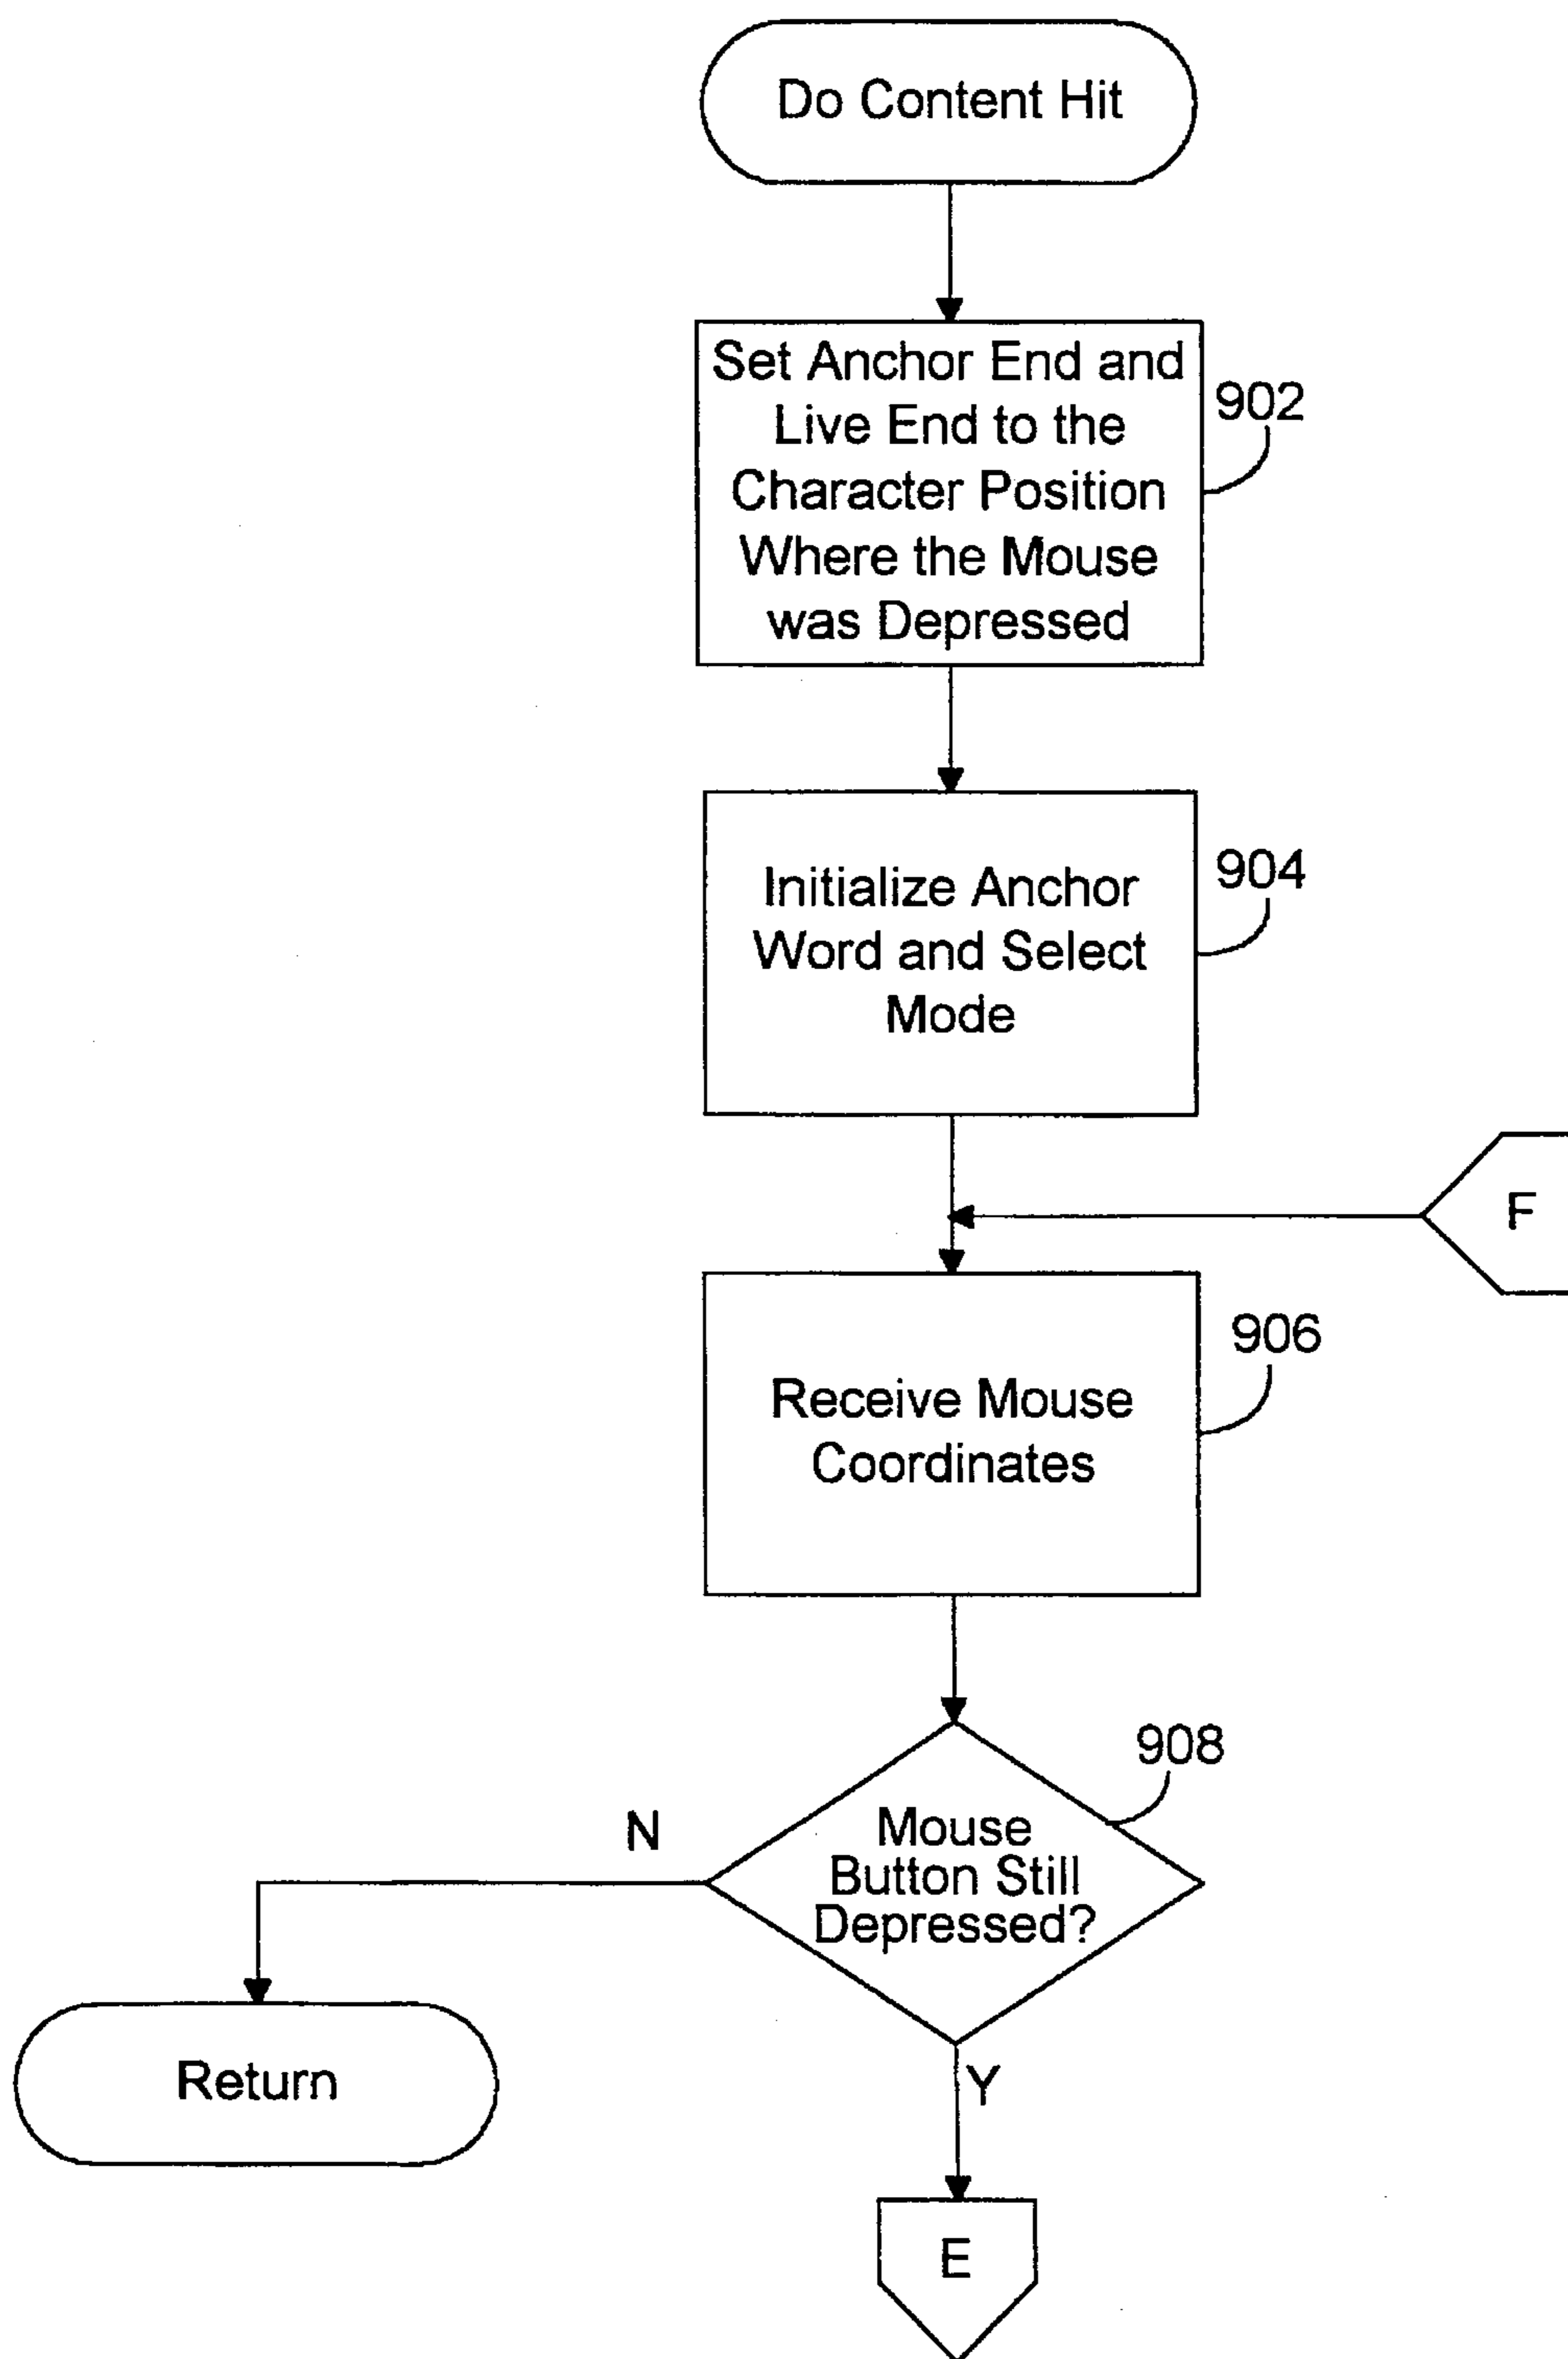 Do Content Hit
Set Anchor End and
Live End to the
Character Position
Where the Mouse
was Depressed
902
Initialize Anchor
Word and Select
Mode
904
F
Receive Mouse
Coordinates
906
Mouse
Button Still
Depressed?
908
N
Return
Y
E